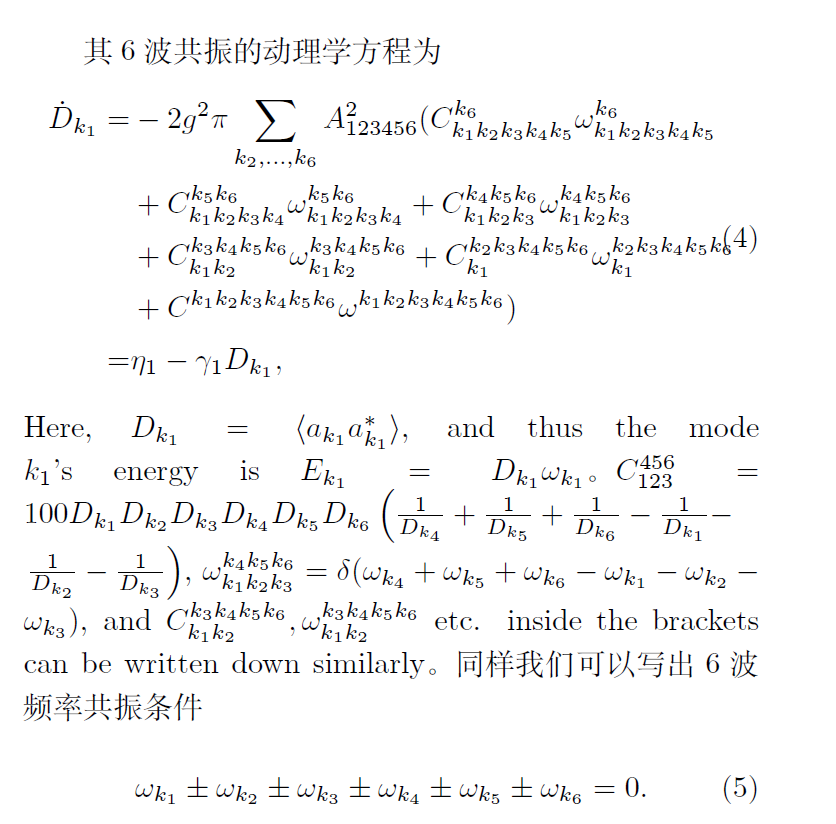 其 6 波共振的动理学方程为
$\dot{D}_{k_1} = -2g^2\pi \sum_{k_2,\ldots,k_6} A^2_{123456}(C^{k_6}_{k_1k_2k_3k_4k_5}\omega^{k_6}_{k_1k_2k_3k_4k_5}$
$+ C^{k_5k_6}_{k_1k_2k_3k_4}\omega^{k_5k_6}_{k_1k_2k_3k_4} + C^{k_4k_5k_6}_{k_1k_2k_3}\omega^{k_4k_5k_6}_{k_1k_2k_3}$
$+ C^{k_3k_4k_5k_6}_{k_1k_2}\omega^{k_3k_4k_5k_6}_{k_1k_2} + C^{k_2k_3k_4k_5k_6}_{k_1}\omega^{k_2k_3k_4k_5k_6}_{k_1}$ (4)
$+ C^{k_1k_2k_3k_4k_5k_6}\omega^{k_1k_2k_3k_4k_5k_6})$
$= \eta_1 - \gamma_1 D_{k_1},$
Here, $D_{k_1} = \langle a_{k_1}a^*_{k_1}\rangle$, and thus the mode
$k_1$'s energy is $E_{k_1} = D_{k_1}\omega_{k_1}$。$C^{456}_{123} =$
$100D_{k_1}D_{k_2}D_{k_3}D_{k_4}D_{k_5}D_{k_6}\left(\frac{1}{D_{k_4}} + \frac{1}{D_{k_5}} + \frac{1}{D_{k_6}} - \frac{1}{D_{k_1}} -\right.$
$\left.\frac{1}{D_{k_2}} - \frac{1}{D_{k_3}}\right)$, $\omega^{k_4k_5k_6}_{k_1k_2k_3} = \delta(\omega_{k_4} + \omega_{k_5} + \omega_{k_6} - \omega_{k_1} - \omega_{k_2} -$
$\omega_{k_3})$, and $C^{k_3k_4k_5k_6}_{k_1k_2}, \omega^{k_3k_4k_5k_6}_{k_1k_2}$ etc. inside the brackets
can be written down similarly。同样我们可以写出 6 波
频率共振条件
$\omega_{k_1} \pm \omega_{k_2} \pm \omega_{k_3} \pm \omega_{k_4} \pm \omega_{k_5} \pm \omega_{k_6} = 0.$ (5)